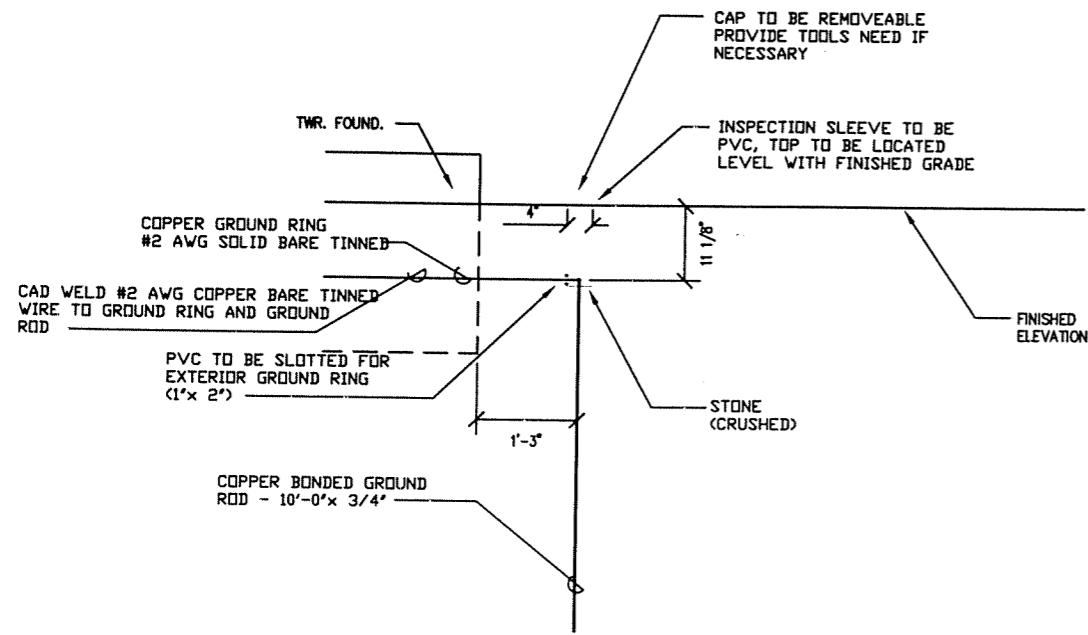 CAP TO BE REMOVEABLE
PROVIDE TOOLS NEED IF
NECESSARY
TWR. FOUND.
INSPECTION SLEEVE TO BE
PVC, TOP TO BE LOCATED
LEVEL WITH FINISHED GRADE
4"
COPPER GROUND RING
#2 AWG SOLID BARE TINNED
11 1/8"
CAD WELD #2 AWG COPPER BARE TINNED
WIRE TO GROUND RING AND GROUND
ROD
FINISHED
ELEVATION
PVC TO BE SLOTTED FOR
EXTERIOR GROUND RING
(1"x 2")
STONE
(CRUSHED)
1'-3"
COPPER BONDED GROUND
ROD - 10'-0"x 3/4"